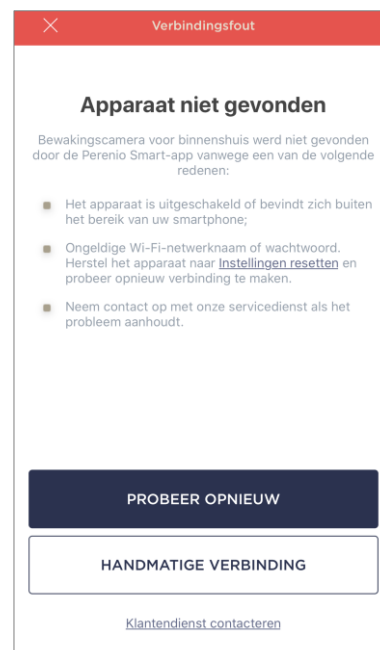 Verbindingsfout
Apparaat niet gevonden
Bewakingscamera voor binnenshuis werd niet gevonden
door de Perenio Smart-app vanwege een van de volgende
redenen:
Het apparaat is uitgeschakeld of bevindt zich buiten
het bereik van uw smartphone;
Ongeldige Wi-Fi-netwerknaam of wachtwoord.
Herstel het apparaat naar Instellingen resetten en
probeer opnieuw verbinding te maken.
Neem contact op met onze servicedienst als het
probleem aanhoudt.
PROBEER OPNIEUW
HANDMATIGE VERBINDING
Klantendienst contacteren